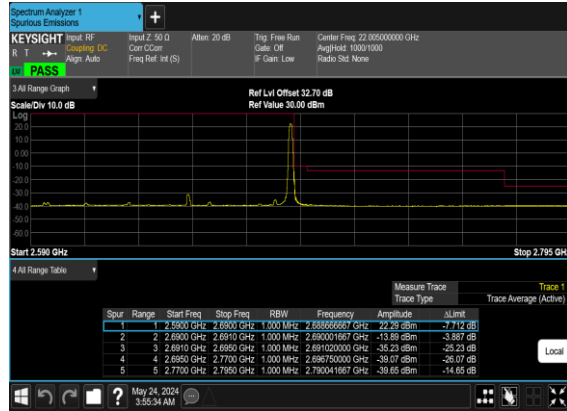 Spectrum Analyzer 1
Spurious Emissions
KEYSIGHT Input: RF Input Z: 50 Ω Atten: 20 dB Trig: Free Run Center Freq: 22.005000000 GHz
R T Coupling: DC Corr CCorr Gate: Off Avg|Hold: 1000/1000
Align: Auto Freq Ref: Int (S) IF Gain: Low Radio Std: None
PASS
3 All Range Graph
Ref Lvl Offset 32.70 dB
Scale/Div 10.0 dB Ref Value 30.00 dBm
Log
20.0
10.0
0.00
-10.0
-20.0
-30.0
-40.0
-60.0
Start 2.590 GHz Stop 2.795 GH
4 All Range Table
Measure Trace Trace 1
Trace Type Trace Average (Active)
Spur Range Start Freq Stop Freq RBW Frequency Amplitude ΔLimit
1 1 2.5900 GHz 2.6900 GHz 1.000 MHz 2.688666667 GHz 22.29 dBm -7.712 dB
2 2 2.6900 GHz 2.6910 GHz 1.000 MHz 2.690001667 GHz -13.89 dBm -3.887 dB
3 3 2.6910 GHz 2.6950 GHz 1.000 MHz 2.691020000 GHz -35.23 dBm -25.23 dB
4 4 2.6950 GHz 2.7700 GHz 1.000 MHz 2.696750000 GHz -39.07 dBm -26.07 dB
5 5 2.7700 GHz 2.7950 GHz 1.000 MHz 2.790041667 GHz -39.65 dBm -14.65 dB
Local
May 24, 2024
3:55:34 AM